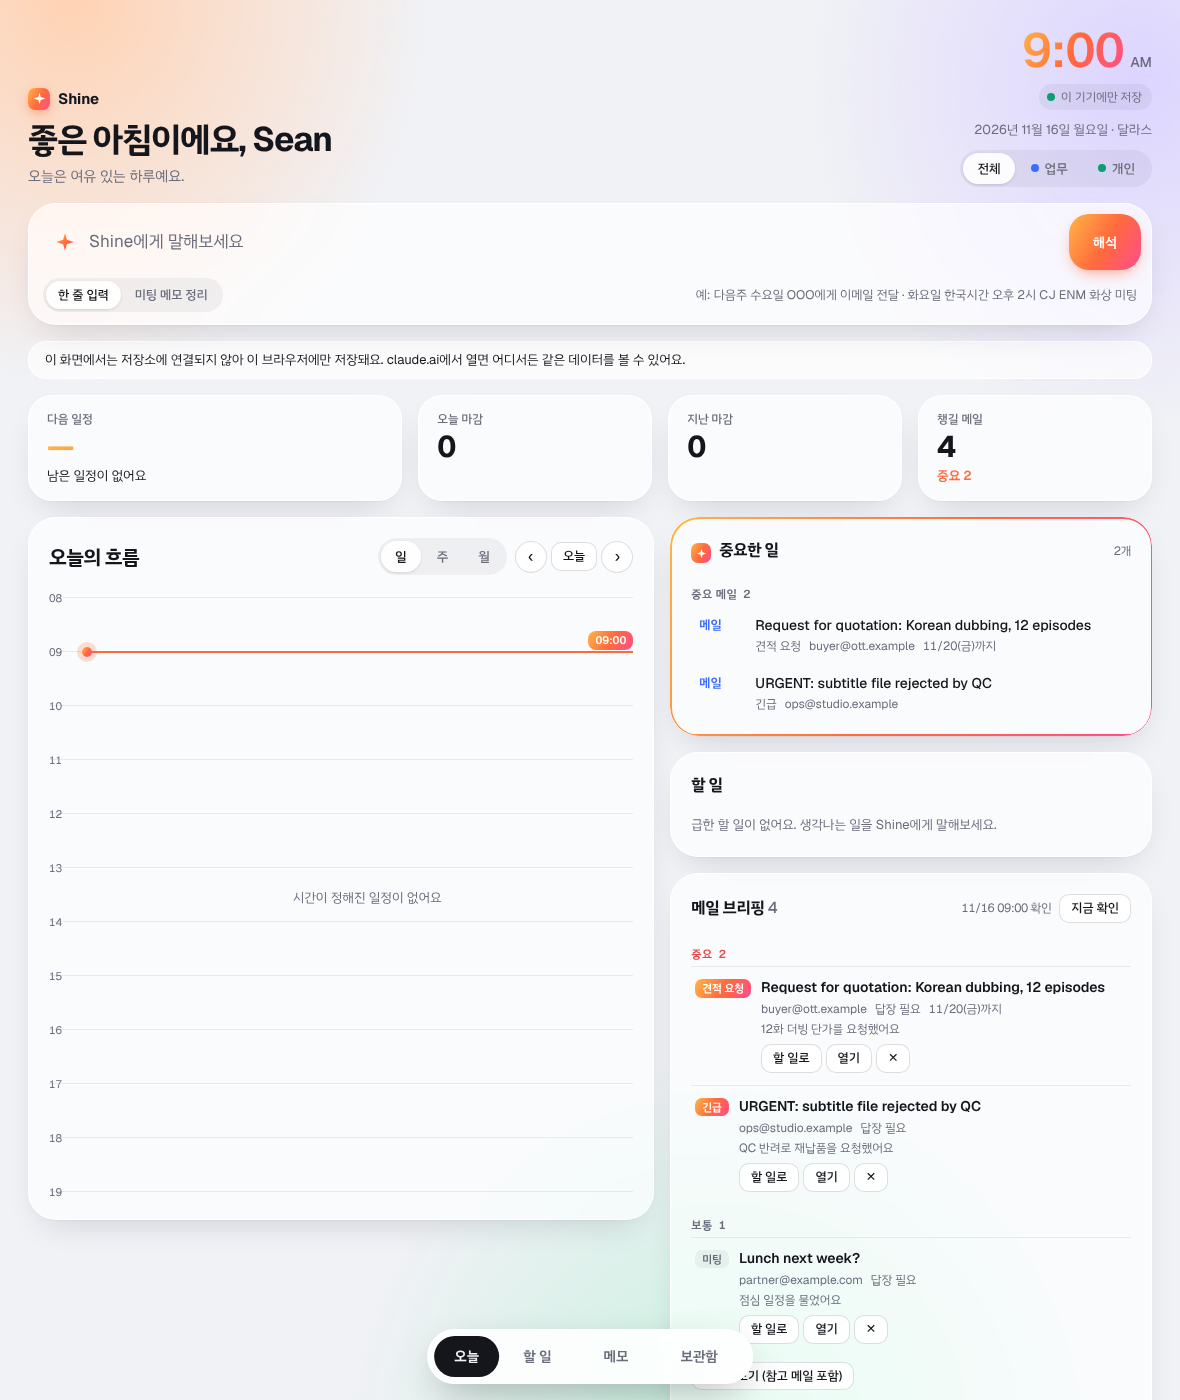 9:00 AM
이 기기에만 저장
2026년 11월 16일 월요일 · 달라스
전체 업무 개인
Shine
좋은 아침이에요, Sean
오늘은 여유 있는 하루예요.
Shine에게 말해보세요
해석
한 줄 입력 미팅 메모 정리
예: 다음주 수요일 OOO에게 이메일 전달 · 화요일 한국시간 오후 2시 CJ ENM 화상 미팅
이 화면에서는 저장소에 연결되지 않아 이 브라우저에만 저장돼요. claude.ai에서 열면 어디서든 같은 데이터를 볼 수 있어요.
다음 일정
—
남은 일정이 없어요
오늘 마감
0
지난 마감
0
챙길 메일
4
중요 2
오늘의 흐름
일 주 월 ‹ 오늘 ›
08
09:00
09
10
11
12
13
시간이 정해진 일정이 없어요
14
15
16
17
18
19
중요한 일 2개
중요 메일 2
메일 Request for quotation: Korean dubbing, 12 episodes
견적 요청 buyer@ott.example 11/20(금)까지
메일 URGENT: subtitle file rejected by QC
긴급 ops@studio.example
할 일
급한 할 일이 없어요. 생각나는 일을 Shine에게 말해보세요.
메일 브리핑 4 11/16 09:00 확인 지금 확인
중요 2
견적 요청 Request for quotation: Korean dubbing, 12 episodes
buyer@ott.example 답장 필요 11/20(금)까지
12화 더빙 단가를 요청했어요
할 일로 열기 ✕
긴급 URGENT: subtitle file rejected by QC
ops@studio.example 답장 필요
QC 반려로 재납품을 요청했어요
할 일로 열기 ✕
보통 1
미팅 Lunch next week?
partner@example.com 답장 필요
점심 일정을 물었어요
할 일로 열기 ✕
(참고 메일 포함)
오늘 할 일 메모 보관함